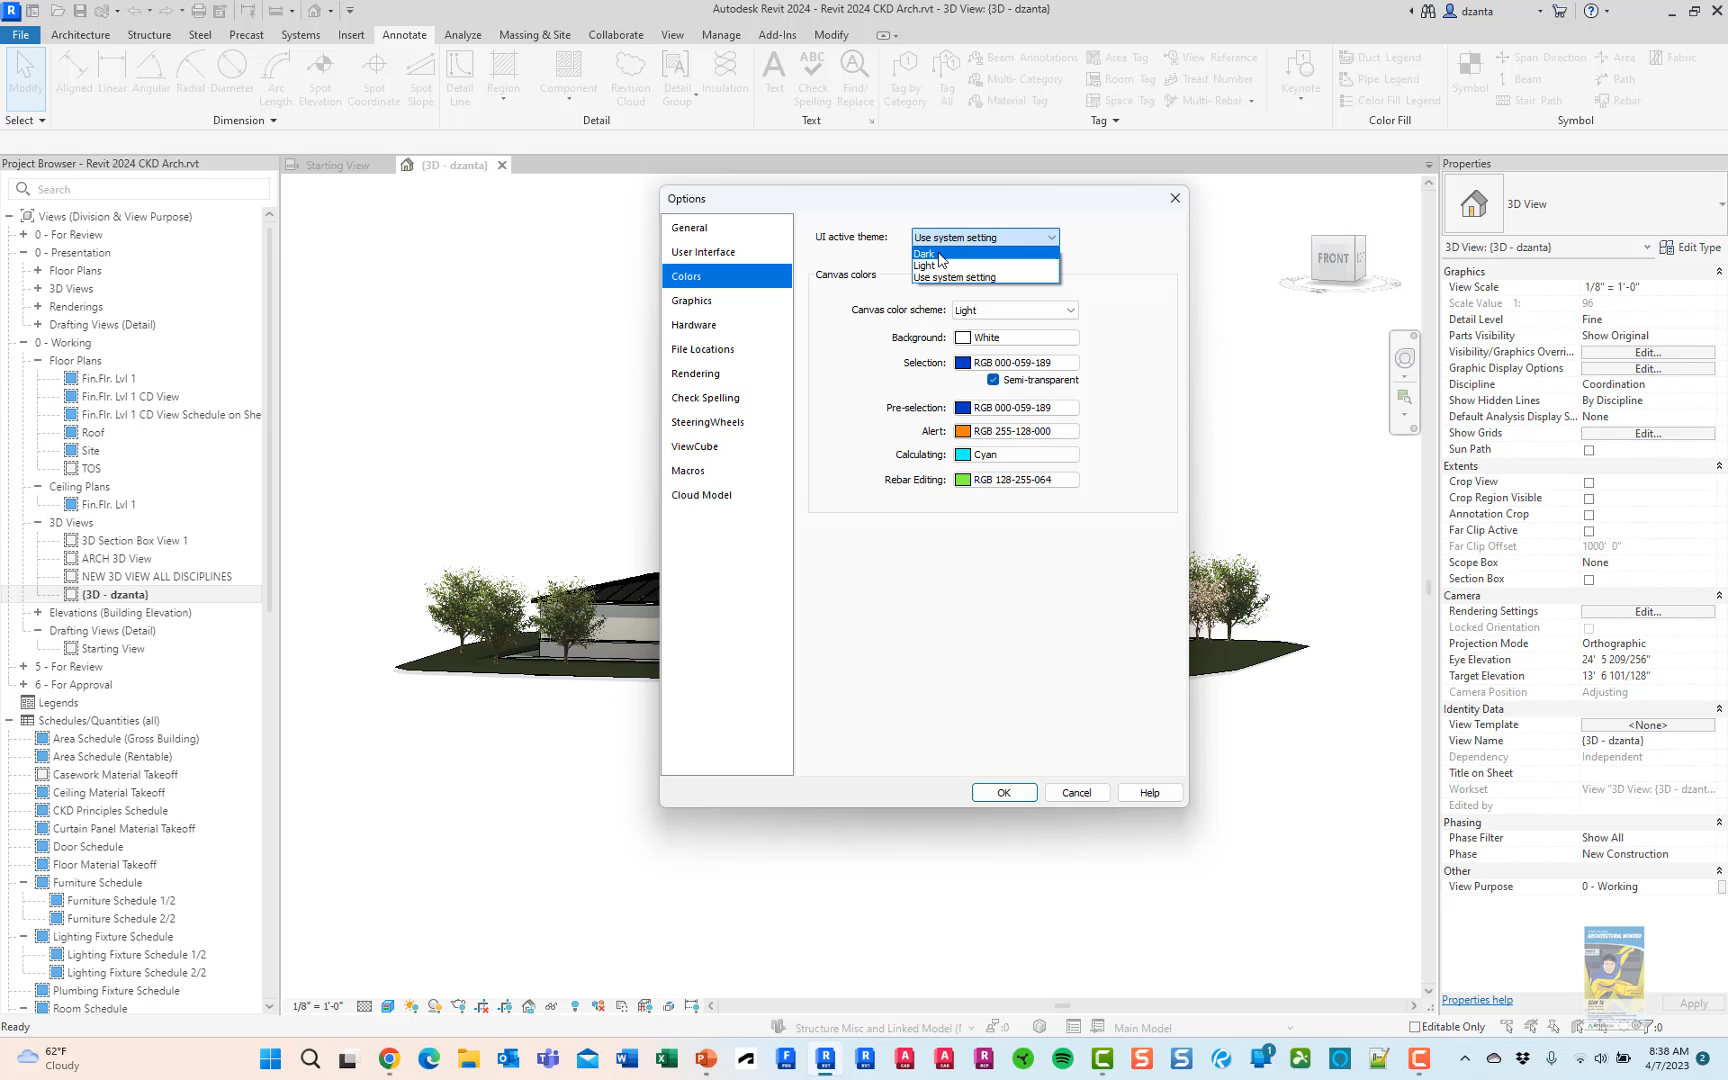 Autodesk Revit 2024 - Revit 2024 CKD Arch.rvt - 3D View: {3D - dzanta}
dzanta
File Architecture Structure Steel Precast Systems Insert Annotate Analyze Massing & Site Collaborate View Manage Add-Ins Modify
Modify Aligned Linear Angular Radial Diameter Arc Length Spot Elevation Spot Coordinate Spot Slope
Detail Line Region Component Revision Cloud Detail Group Insulation
Text Check Spelling Find/Replace
Tag by Category Tag All
Beam Annotations Area Tag View Reference
Multi- Category Room Tag Tread Number
Material Tag Space Tag Multi- Rebar
Keynote
Duct Legend
Pipe Legend
Color Fill Legend
Symbol
Span Direction Area Fabric
Beam Path
Stair Path Rebar
Select Dimension Detail Text Tag Color Fill Symbol
Project Browser - Revit 2024 CKD Arch.rvt
Search
Views (Division & View Purpose)
0 - For Review
0 - Presentation
Floor Plans
3D Views
Renderings
Drafting Views (Detail)
0 - Working
Floor Plans
Fin.Flr. Lvl 1
Fin.Flr. Lvl 1 CD View
Fin.Flr. Lvl 1 CD View Schedule on She
Roof
Site
TOS
Ceiling Plans
Fin.Flr. Lvl 1
3D Views
3D Section Box View 1
ARCH 3D View
NEW 3D VIEW ALL DISCIPLINES
{3D - dzanta}
Elevations (Building Elevation)
Drafting Views (Detail)
Starting View
5 - For Review
6 - For Approval
Legends
Schedules/Quantities (all)
Area Schedule (Gross Building)
Area Schedule (Rentable)
Casework Material Takeoff
Ceiling Material Takeoff
CKD Principles Schedule
Curtain Panel Material Takeoff
Door Schedule
Floor Material Takeoff
Furniture Schedule
Furniture Schedule 1/2
Furniture Schedule 2/2
Lighting Fixture Schedule
Lighting Fixture Schedule 1/2
Lighting Fixture Schedule 2/2
Plumbing Fixture Schedule
Room Schedule
Starting View
{3D - dzanta}
Options
General
User Interface
Colors
Graphics
Hardware
File Locations
Rendering
Check Spelling
SteeringWheels
ViewCube
Macros
Cloud Model
UI active theme: Use system setting
Dark
Light
Use system setting
Canvas colors
Canvas color scheme: Light
Background: White
Selection: RGB 000-059-189
Semi-transparent
Pre-selection: RGB 000-059-189
Alert: RGB 255-128-000
Calculating: Cyan
Rebar Editing: RGB 128-255-064
OK Cancel Help
FRONT
Properties
3D View
3D View: {3D - dzanta} Edit Type
Graphics
View Scale 1/8" = 1'-0"
Scale Value 1: 96
Detail Level Fine
Parts Visibility Show Original
Visibility/Graphics Overri... Edit...
Graphic Display Options Edit...
Discipline Coordination
Show Hidden Lines By Discipline
Default Analysis Display S... None
Show Grids Edit...
Sun Path
Extents
Crop View
Crop Region Visible
Annotation Crop
Far Clip Active
Far Clip Offset 1000' 0"
Scope Box None
Section Box
Camera
Rendering Settings Edit...
Locked Orientation
Projection Mode Orthographic
Eye Elevation 24' 5 209/256"
Target Elevation 13' 6 101/128"
Camera Position Adjusting
Identity Data
View Template <None>
View Name {3D - dzanta}
Dependency Independent
Title on Sheet
Workset View "3D View: {3D - dzant...
Edited by
Phasing
Phase Filter Show All
Phase New Construction
Other
View Purpose 0 - Working
ARCHITECTURAL WONDER
Properties help Apply
1/8" = 1'-0"
Ready
Structure Misc and Linked Model (
:0
Main Model
Editable Only
:0
62°F
Cloudy
8:38 AM
4/7/2023